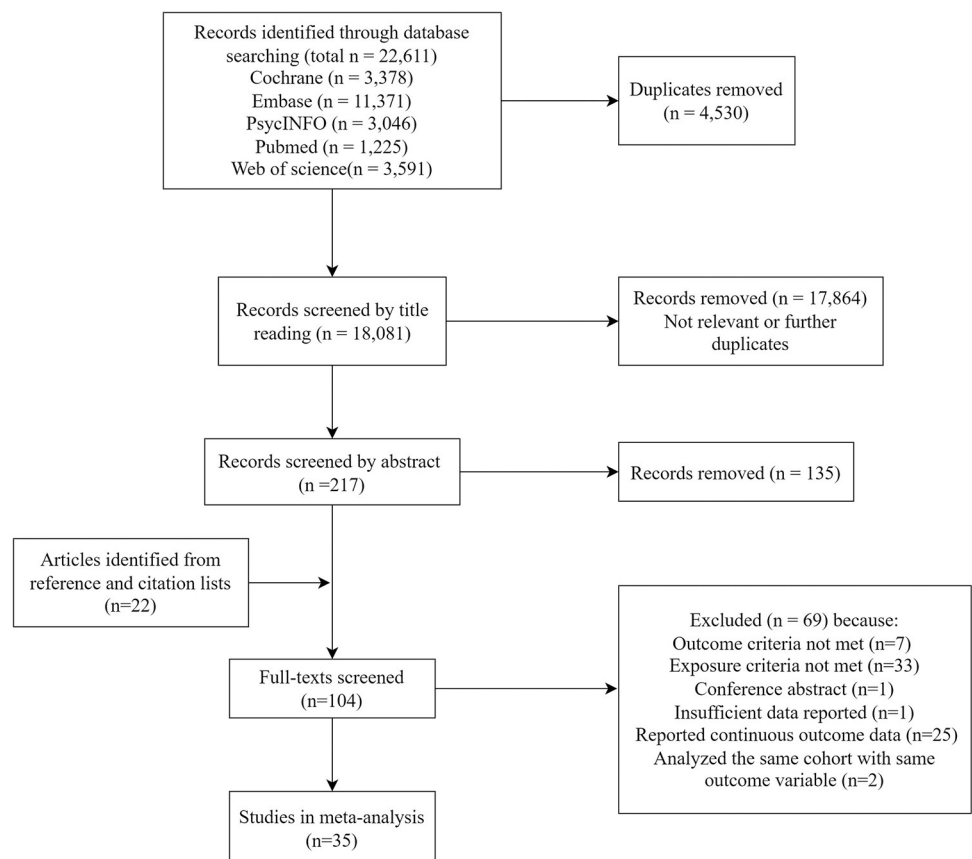 Records identified through database
searching (total n = 22,611)
Cochrane (n = 3,378)
Embase (n = 11,371)
PsycINFO (n = 3,046)
Pubmed (n = 1,225)
Web of science(n = 3,591)
Duplicates removed
(n = 4,530)
Records screened by title
reading (n = 18,081)
Records removed (n = 17,864)
Not relevant or further
duplicates
Records screened by abstract
(n =217)
Records removed (n = 135)
Articles identified from
reference and citation lists
(n=22)
Full-texts screened
(n=104)
Excluded (n = 69) because:
Outcome criteria not met (n=7)
Exposure criteria not met (n=33)
Conference abstract (n=1)
Insufficient data reported (n=1)
Reported continuous outcome data (n=25)
Analyzed the same cohort with same
outcome variable (n=2)
Studies in meta-analysis
(n=35)